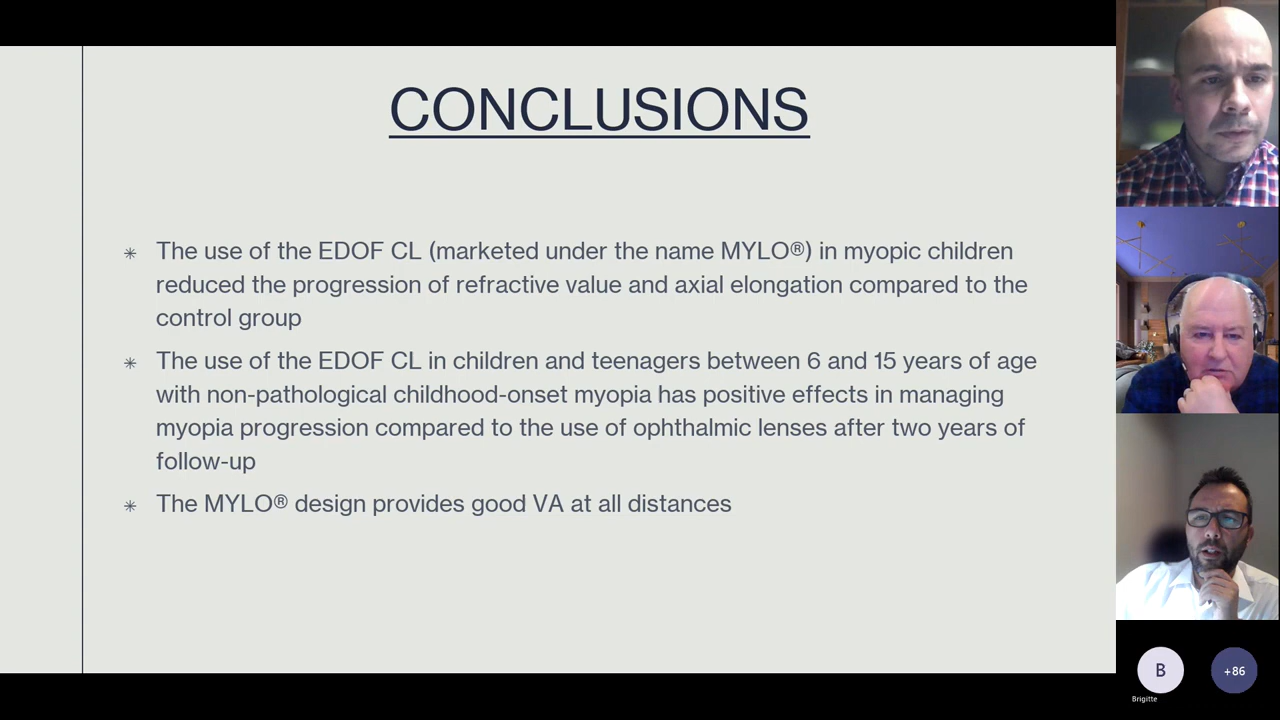 CONCLUSIONS
✳ The use of the EDOF CL (marketed under the name MYLO®) in myopic children
reduced the progression of refractive value and axial elongation compared to the
control group
✳ The use of the EDOF CL in children and teenagers between 6 and 15 years of age
with non-pathological childhood-onset myopia has positive effects in managing
myopia progression compared to the use of ophthalmic lenses after two years of
follow-up
✳ The MYLO® design provides good VA at all distances
B
+86
Brigitte